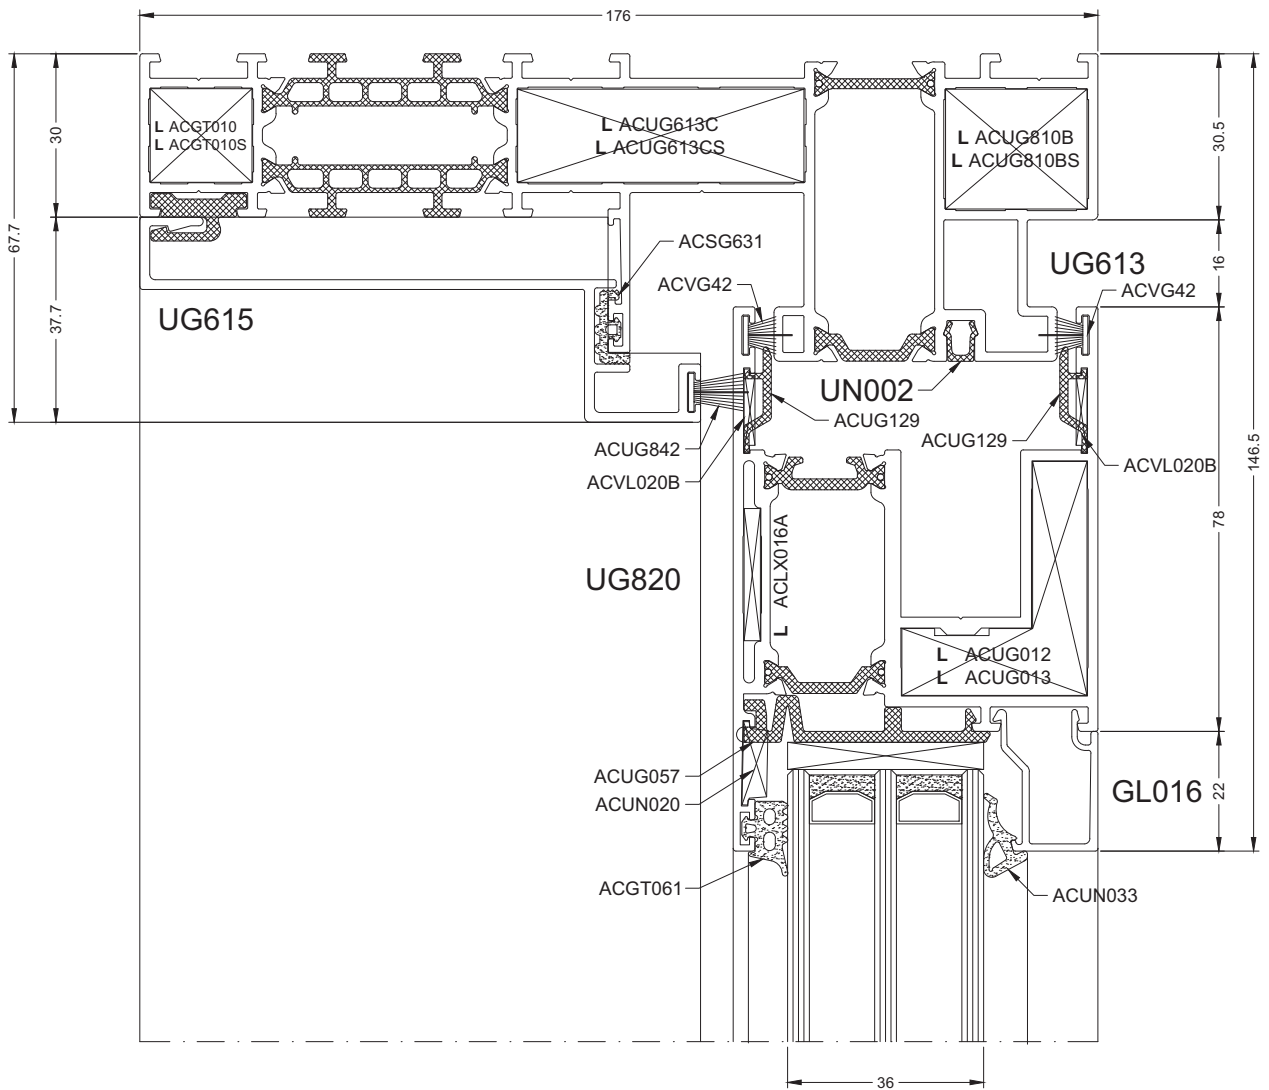 176
30
67.7
37.7
L ACGT010
L ACGT010S
L ACUG613C
L ACUG613CS
L ACUG810B
L ACUG810BS
30.5
16
146.5
78
22
UG615
ACSG631
ACVG42
UG613
ACVG42
UN002
ACUG129
ACUG129
ACUG842
ACVL020B
ACVL020B
UG820
L ACLX016A
L ACUG012
L ACUG013
ACUG057
ACUN020
GL016
ACGT061
ACUN033
36